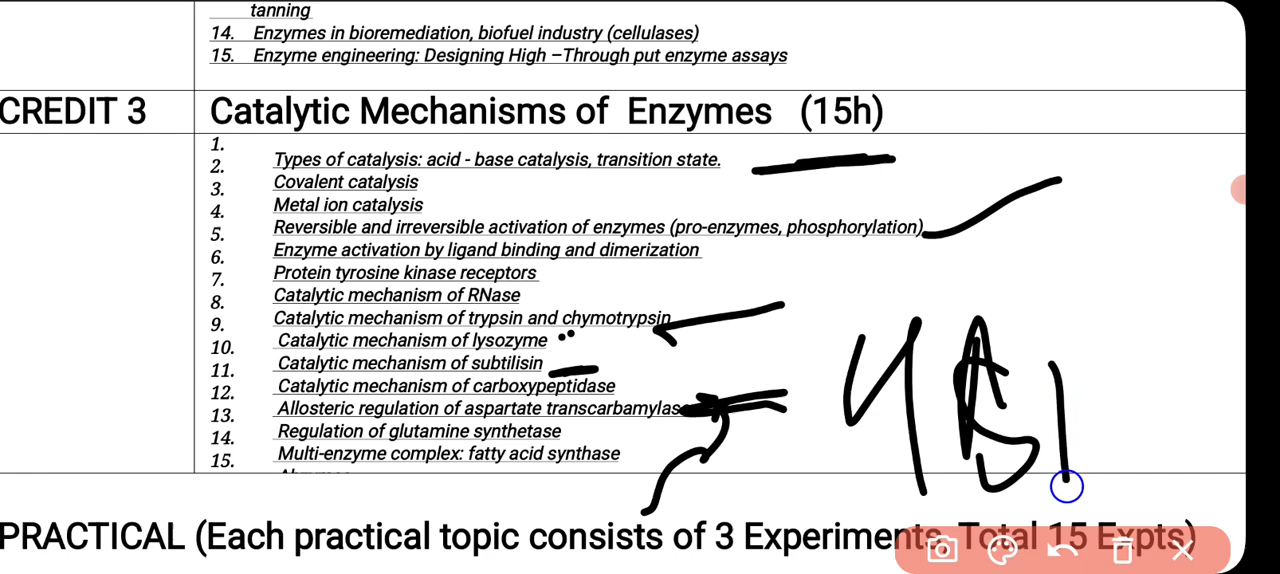 tanning
14. Enzymes in bioremediation, biofuel industry (cellulases)
15. Enzyme engineering: Designing High –Through put enzyme assays
CREDIT 3 Catalytic Mechanisms of Enzymes (15h)
1.
2. Types of catalysis: acid - base catalysis, transition state.
3. Covalent catalysis
4. Metal ion catalysis
5. Reversible and irreversible activation of enzymes (pro-enzymes, phosphorylation)
6. Enzyme activation by ligand binding and dimerization
7. Protein tyrosine kinase receptors
8. Catalytic mechanism of RNase
9. Catalytic mechanism of trypsin and chymotrypsin
10. Catalytic mechanism of lysozyme
11. Catalytic mechanism of subtilisin
12. Catalytic mechanism of carboxypeptidase
13. Allosteric regulation of aspartate transcarbamylase
14. Regulation of glutamine synthetase
15. Multi-enzyme complex: fatty acid synthase
PRACTICAL (Each practical topic consists of 3 Experiments, Total 15 Expts)